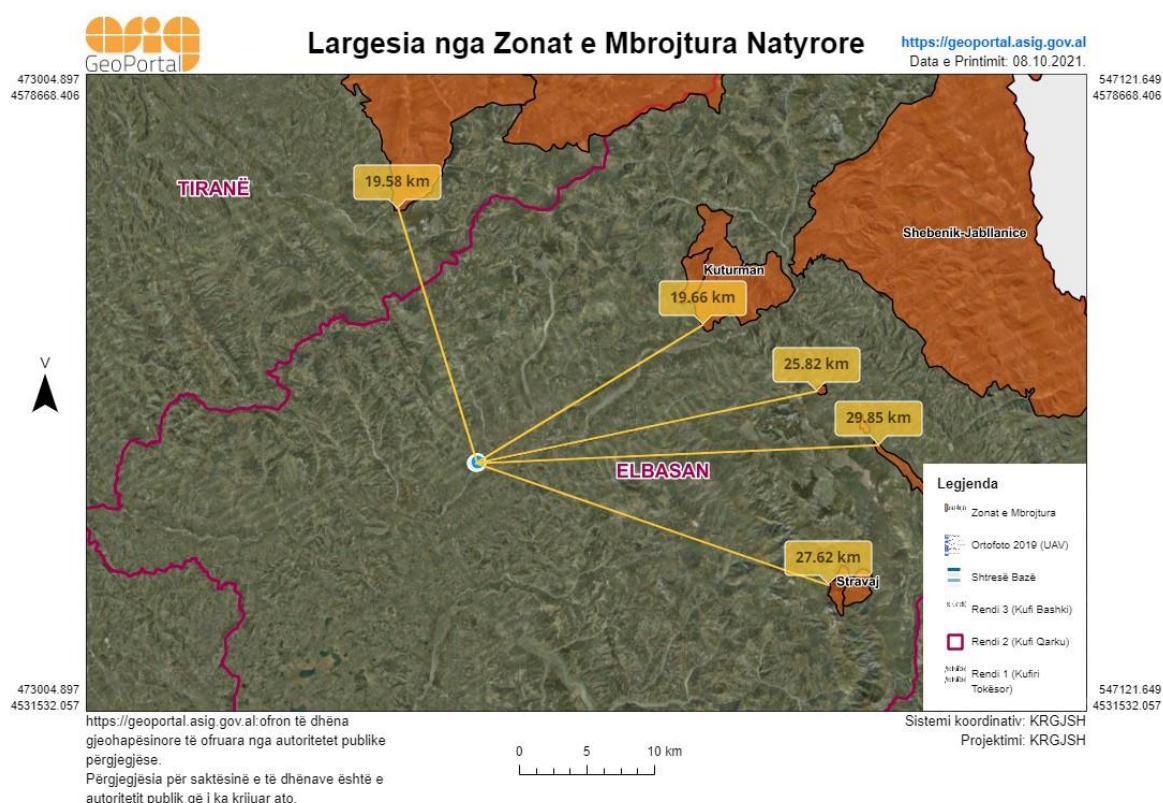 asig
GeoPortal
Largesia nga Zonat e Mbrojtura Natyrore
https://geoportal.asig.gov.al
Data e Printimit: 08.10.2021.
473004.897
4578668.406
547121.649
4578668.406
TIRANË
19.58 km
Shebenik-Jabllanice
Kuturman
19.66 km
25.82 km
29.85 km
ELBASAN
27.62 km
Stravaj
V
Legjenda
Zonat e Mbrojtura
Ortofoto 2019 (UAV)
Shtresë Bazë
Rendi 3 (Kufi Bashki)
Rendi 2 (Kufi Qarku)
Rendi 1 (Kufiri
Tokësor)
473004.897
4531532.057
547121.649
4531532.057
https://geoportal.asig.gov.al:ofron të dhëna
gjeohapësinore të ofruara nga autoritetet publike
përgjegjëse.
Përgjegjësia për saktësinë e të dhënave është e
autoritetit publik që i ka krijuar ato.
0 5 10 km
Sistemi koordinativ: KRGJSH
Projektimi: KRGJSH